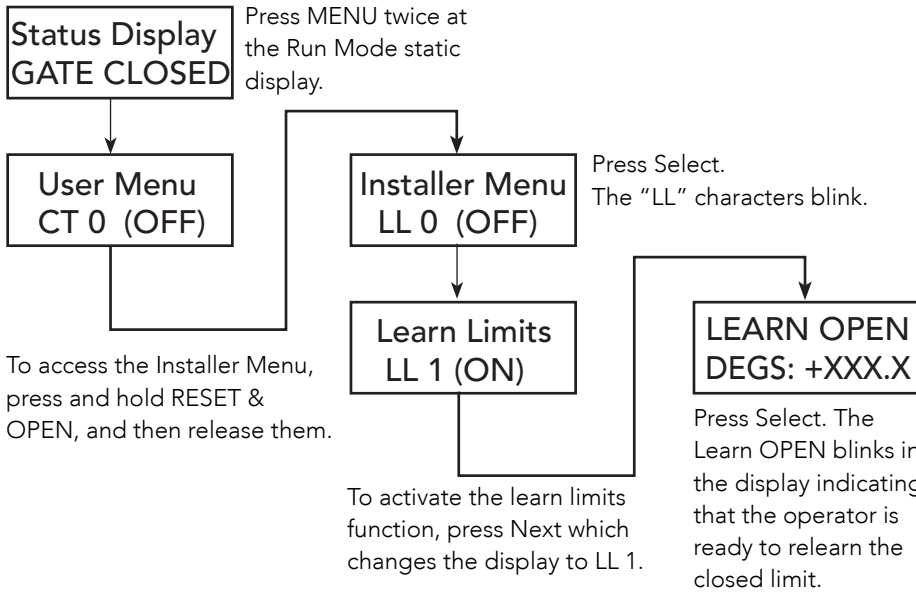 Status Display
GATE CLOSED
Press MENU twice at
the Run Mode static
display.
User Menu
CT 0 (OFF)
To access the Installer Menu,
press and hold RESET &
OPEN, and then release them.
Installer Menu
LL 0 (OFF)
Press Select.
The “LL” characters blink.
Learn Limits
LL 1 (ON)
To activate the learn limits
function, press Next which
changes the display to LL 1.
LEARN OPEN
DEGS: +XXX.X
Press Select. The
Learn OPEN blinks in
the display indicating
that the operator is
ready to relearn the
closed limit.